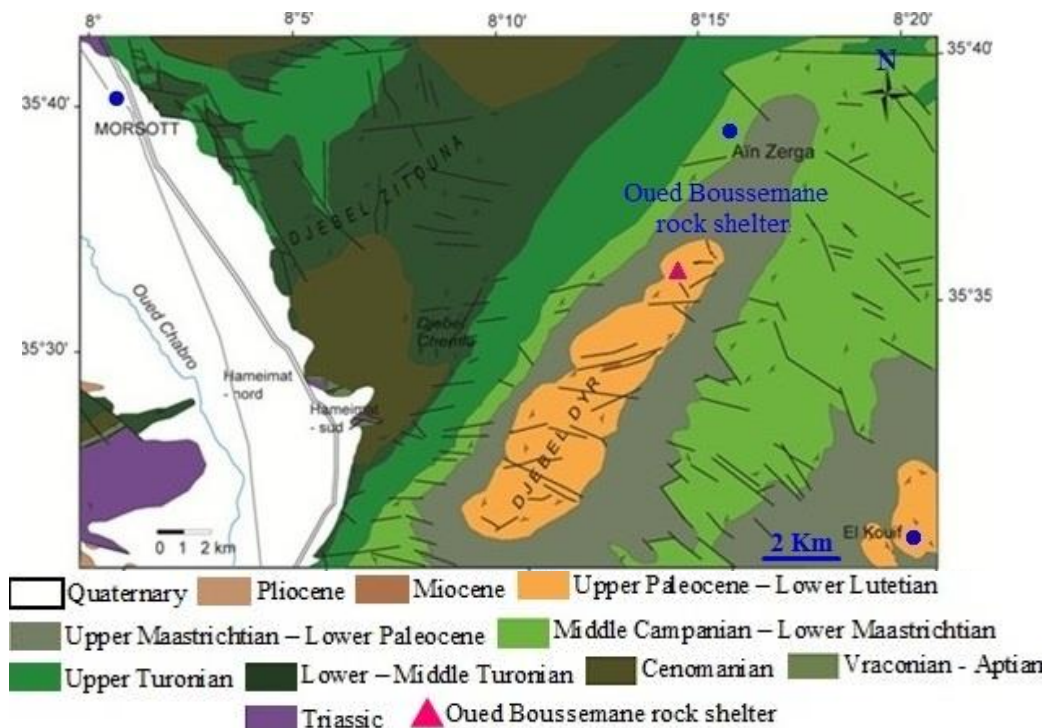 8° 8°5' 8°10' 8°15' 8°20'
35°40'
35°40'
N
MORSOTT
Aïn Zerga
DJEBEL ZITOUNA
Oued Boussemane
rock shelter
35°35'
Oued Chabro
Djebel
35°30'
Hameimat
- nord
Hameimat
- sud
DJEBEL DYR
El Kouif
0 1 2 km
2 Km
Quaternary Pliocene Miocene Upper Paleocene – Lower Lutetian
Upper Maastrichtian – Lower Paleocene Middle Campanian – Lower Maastrichtian
Upper Turonian Lower – Middle Turonian Cenomanian Vraconian - Aptian
Triassic Oued Boussemane rock shelter